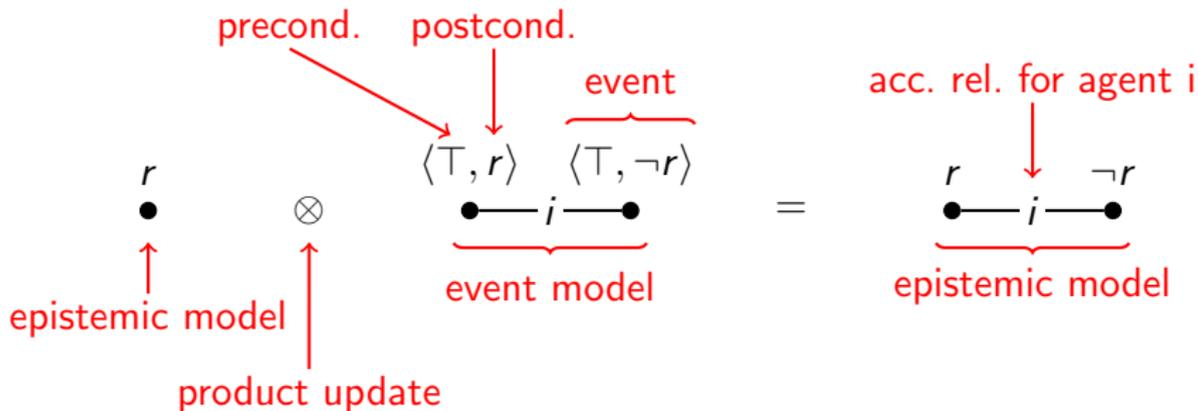 precond. postcond.
event
acc. rel. for agent i
⟨⊤, r⟩ ⟨⊤, ¬r⟩
r ⊗ i = r i ¬r
event model
epistemic model
epistemic model
product update